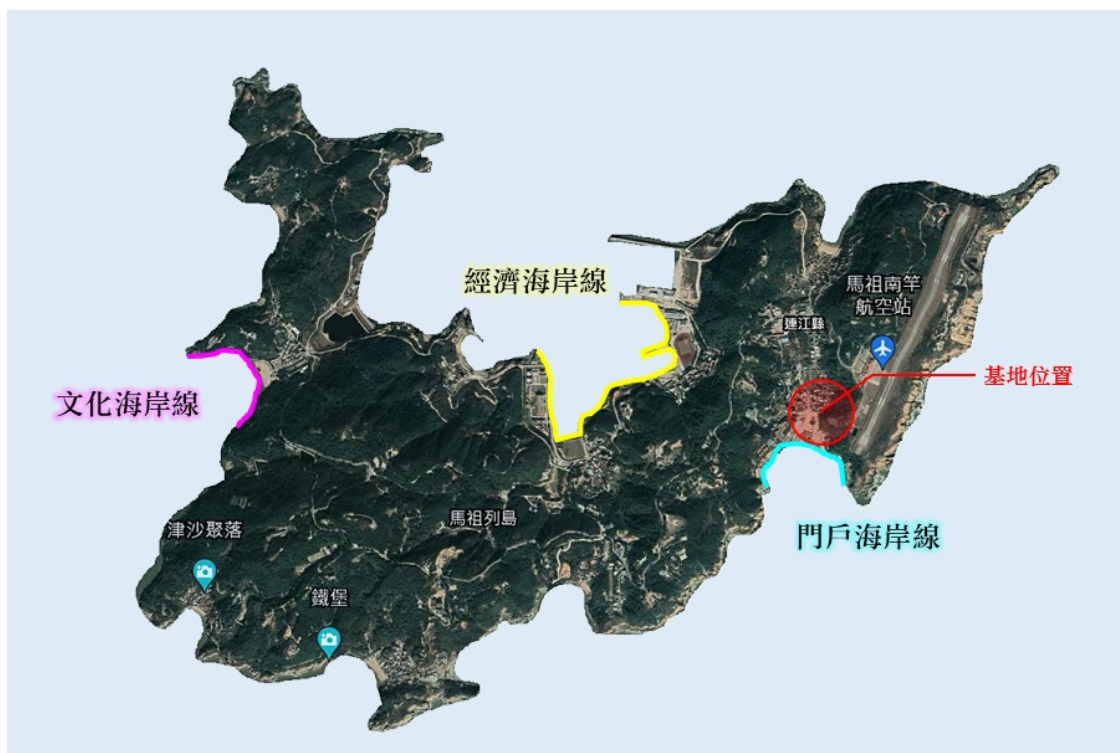 經濟海岸線
馬祖南竿
航空站
連江縣
基地位置
文化海岸線
馬祖列島
津沙聚落
門戶海岸線
鐵堡